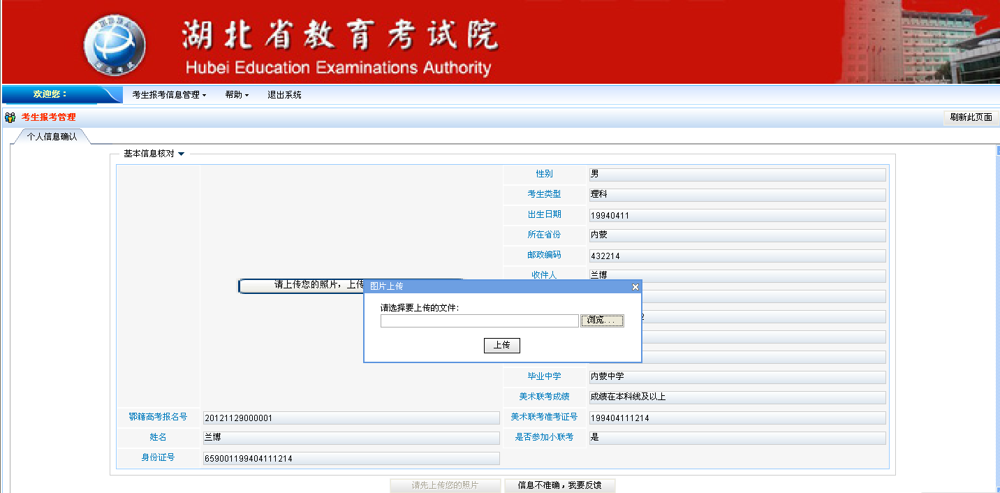 湖北省教育考试院
Hubei Education Examinations Authority
欢迎您： 考生报考信息管理 帮助 退出系统
考生报考管理 刷新此页面
个人信息确认
基本信息核对
性别 男
考生类型 理科
出生日期 19940411
所在省份 内蒙
邮政编码 432214
收件人 兰博
请上传您的照片，上传
图片上传
请选择要上传的文件：
浏览...
上传
毕业中学 内蒙中学
美术联考成绩 成绩在本科线及以上
鄂籍高考报名号 20121129000001 美术联考准考证号 199404111214
姓名 兰博 是否参加小联考 是
身份证号 659001199404111214
请先上传您的照片 信息不准确，我要反馈